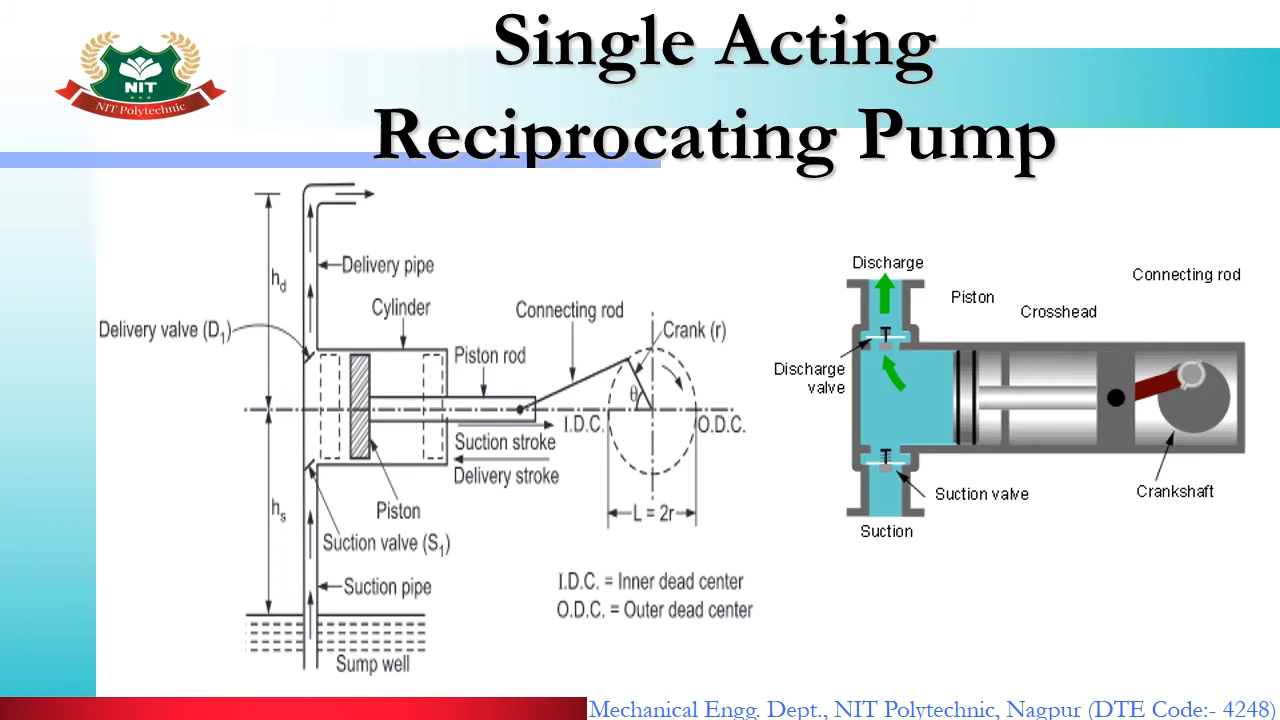 Single Acting
Reciprocating Pump
NIT
NIT Polytechnic
h_d
Delivery pipe
Cylinder
Connecting rod
Delivery valve (D₁)
Crank (r)
Piston rod
θ
I.D.C.
O.D.C.
Suction stroke
Delivery stroke
h_s
Piston
L = 2r
Suction valve (S₁)
Suction pipe
I.D.C. = Inner dead center
O.D.C. = Outer dead center
Sump well
Discharge
Connecting rod
Piston
Crosshead
Discharge
valve
Suction valve
Crankshaft
Suction
Mechanical Engg. Dept., NIT Polytechnic, Nagpur (DTE Code:- 4248)